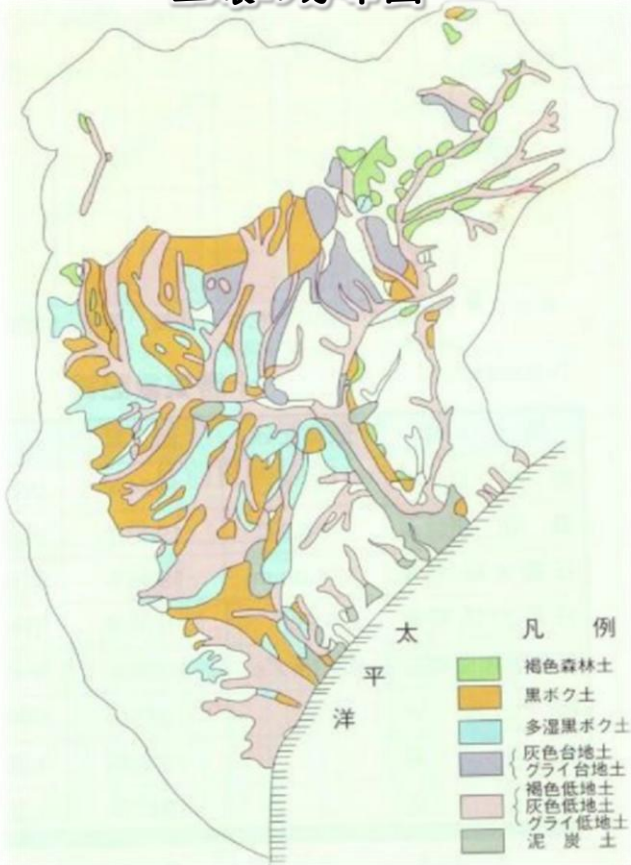 太
平
洋
凡 例
褐色森林土
黒ボク土
多湿黒ボク土
灰色台地土
グライ台地土
褐色低地土
灰色低地土
グライ低地土
泥 炭 土